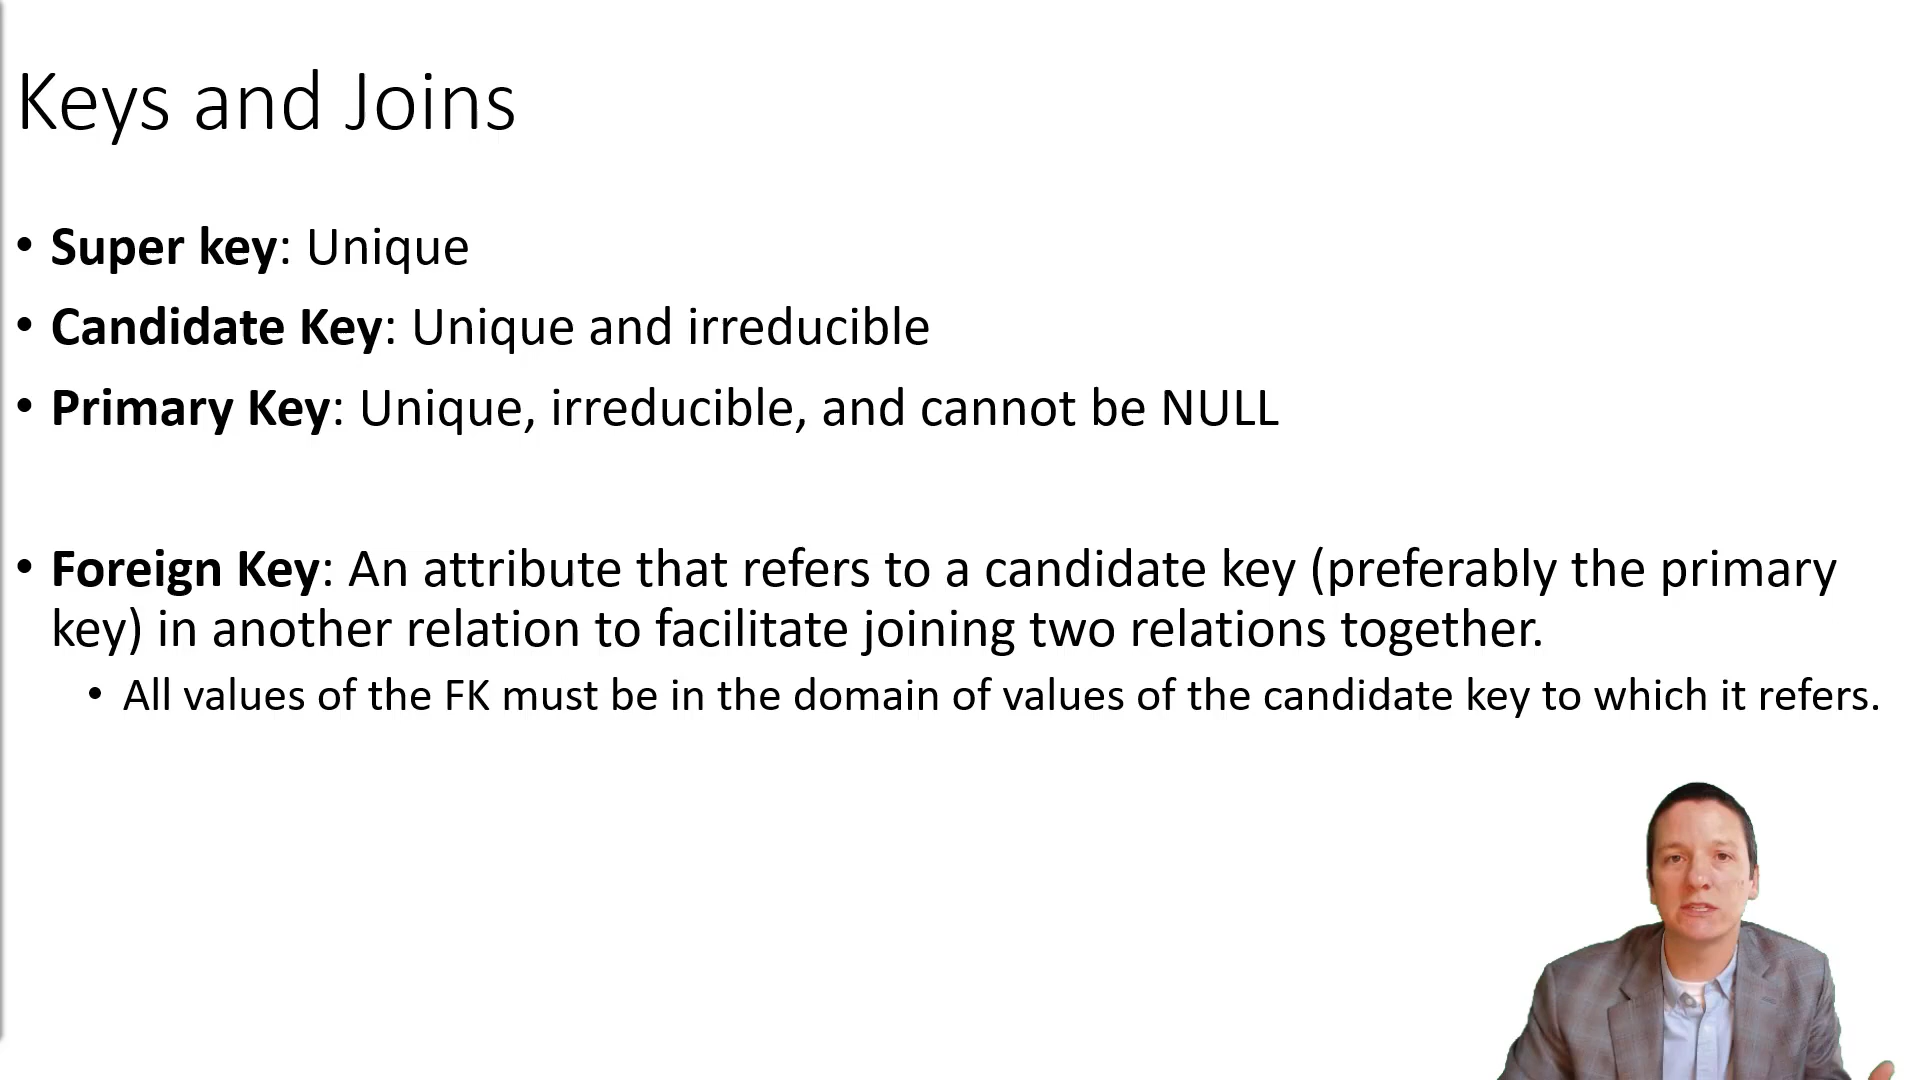 Keys and Joins
• Super key: Unique
• Candidate Key: Unique and irreducible
• Primary Key: Unique, irreducible, and cannot be NULL
• Foreign Key: An attribute that refers to a candidate key (preferably the primary
key) in another relation to facilitate joining two relations together.
• All values of the FK must be in the domain of values of the candidate key to which it refers.